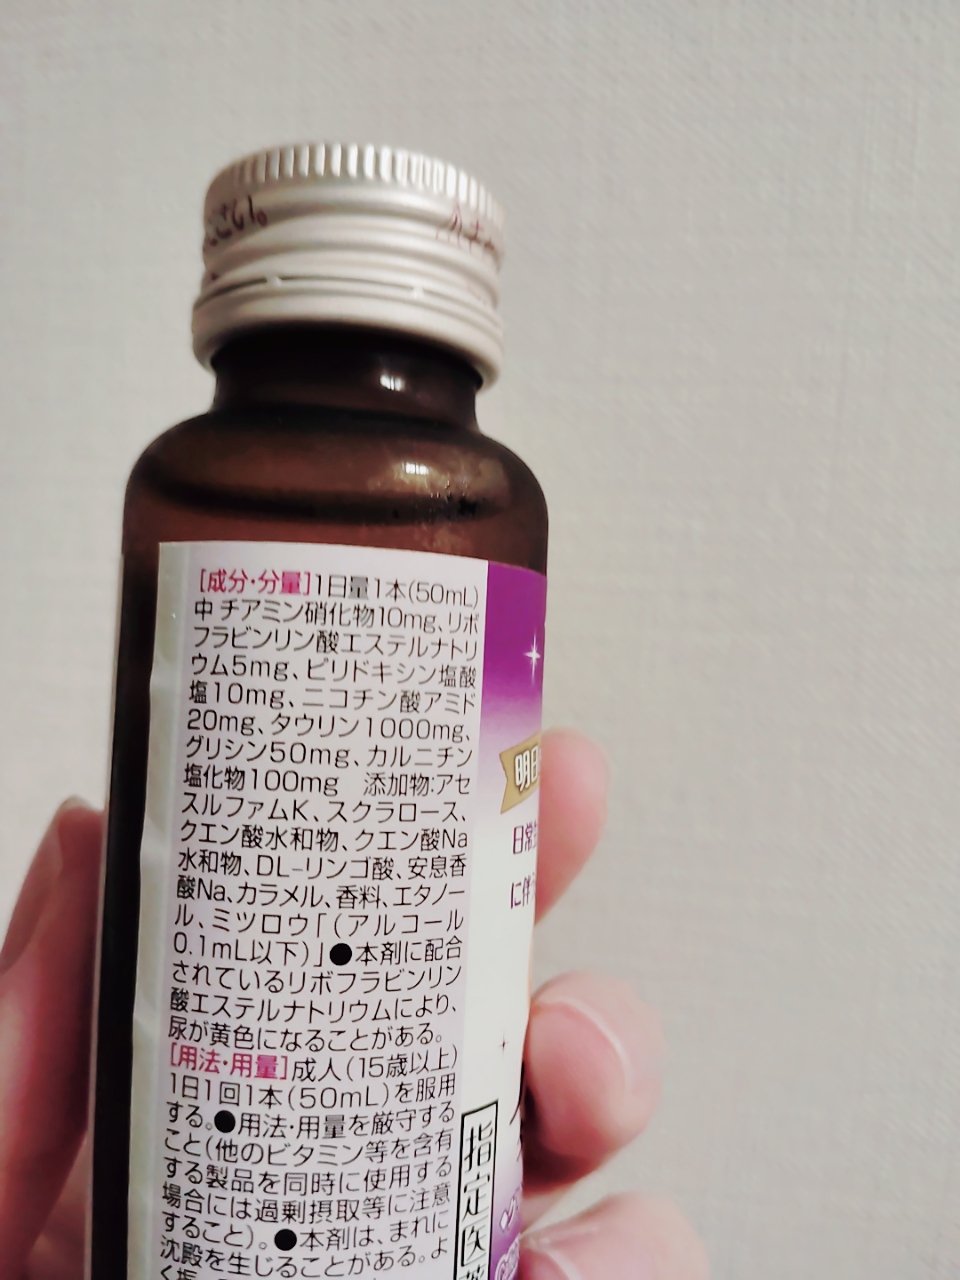 ださい。
[成分・分量]1日量1本(50mL)
中チアミン硝化物10mg、リボ
フラビンリン酸エステルナトリ
ウム5mg、ピリドキシン塩酸
塩10mg、ニコチン酸アミド
20mg、タウリン1000mg、
グリシン50mg、カルニチン
塩化物100mg 添加物:アセ
スルファムK、スクラロース、
クエン酸水和物、クエン酸Na
水和物、DL-リンゴ酸、安息香
酸Na、カラメル、香料、エタノー
ル、ミツロウ「(アルコール
0.1mL以下)」●本剤に配合
されているリボフラビンリン
酸エステルナトリウムにより、
尿が黄色になることがある。
[用法・用量]成人(15歳以上)
1日1回1本(50mL)を服用
する。●用法・用量を厳守する
こと(他のビタミン等を含有
する製品を同時に使用する
場合には過剰摂取等に注意
すること)。●本剤は、まれに
沈殿を生じることがある。よ
く振
明日
日常生
に伴う
指定医薬